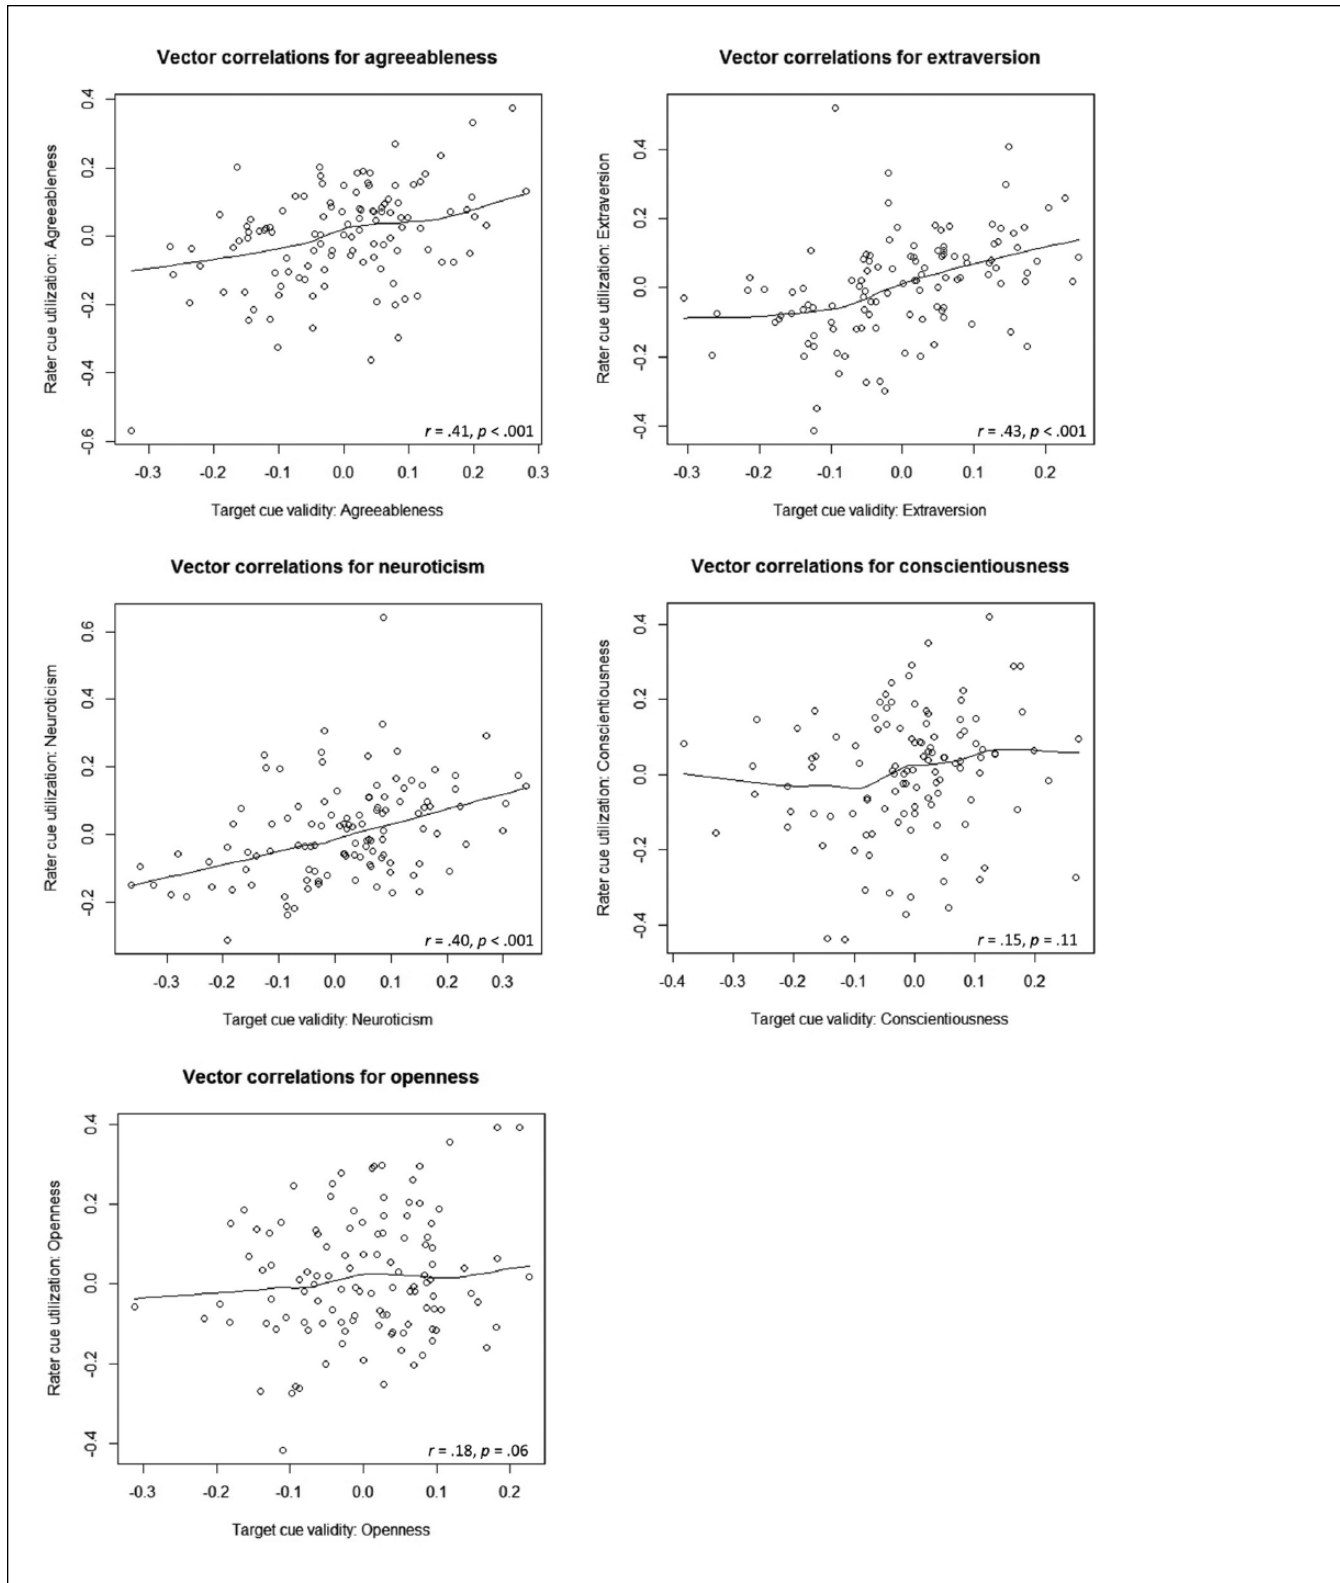 Vector correlations for agreeableness
Rater cue utilization: Agreeableness
0.4
0.2
0.0
-0.2
-0.4
-0.6
r = .41, p < .001
-0.3 -0.2 -0.1 0.0 0.1 0.2 0.3
Target cue validity: Agreeableness
Vector correlations for extraversion
Rater cue utilization: Extraversion
0.4
0.2
0.0
-0.2
-0.4
r = .43, p < .001
-0.3 -0.2 -0.1 0.0 0.1 0.2
Target cue validity: Extraversion
Vector correlations for neuroticism
Rater cue utilization: Neuroticism
0.6
0.4
0.2
0.0
-0.2
r = .40, p < .001
-0.3 -0.2 -0.1 0.0 0.1 0.2 0.3
Target cue validity: Neuroticism
Vector correlations for conscientiousness
Rater cue utilization: Conscientiousness
0.4
0.2
0.0
-0.2
-0.4
r = .15, p = .11
-0.4 -0.3 -0.2 -0.1 0.0 0.1 0.2
Target cue validity: Conscientiousness
Vector correlations for openness
Rater cue utilization: Openness
0.4
0.2
0.0
-0.2
-0.4
r = .18, p = .06
-0.3 -0.2 -0.1 0.0 0.1 0.2
Target cue validity: Openness